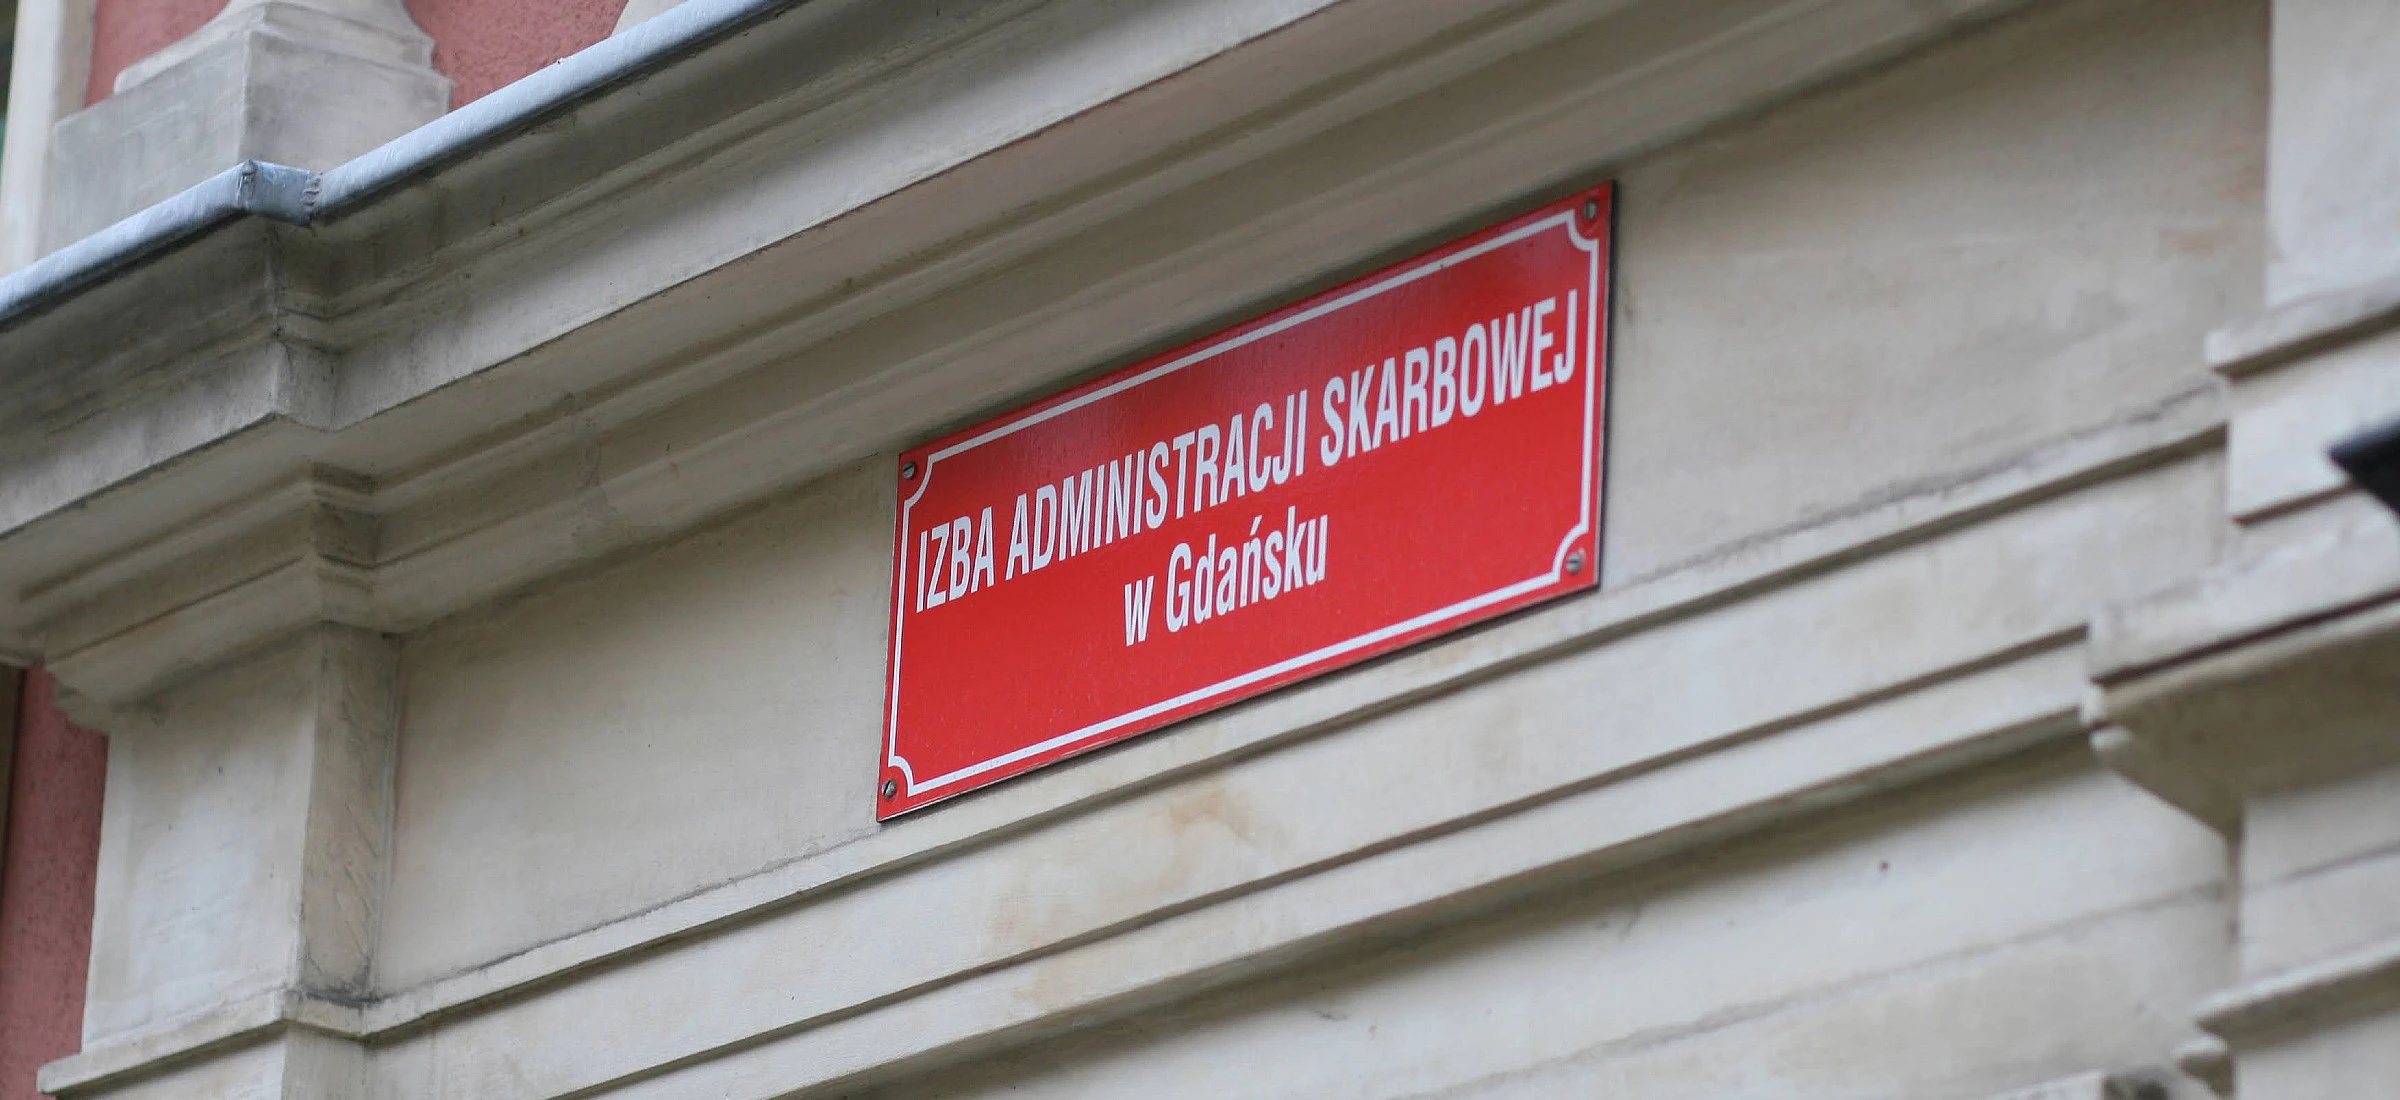 IZBA ADMINISTRACJI SKARBOWEJ
w Gdańsku